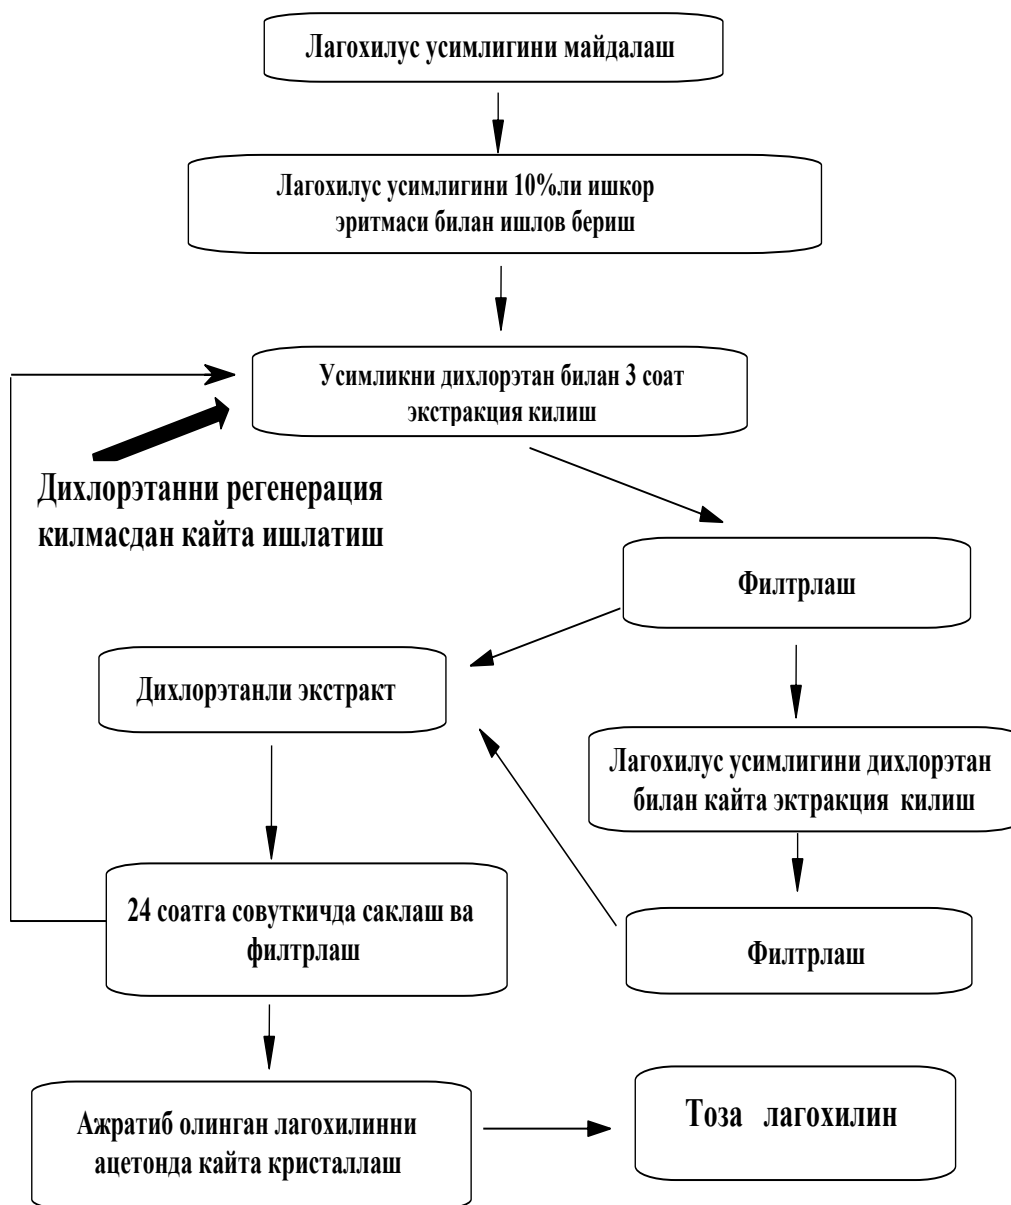 Лагохилус усимлигини майдалаш
Лагохилус усимлигини 10%ли ишкор
эритмаси билан ишлов бериш
Усимликни дихлорэтан билан 3 соат
экстракция килиш
Дихлорэтанни регенерация
килмасдан кайта ишлатиш
Филтрлаш
Дихлорэтанли экстракт
Лагохилус усимлигини дихлорэтан
билан кайта эктракция килиш
24 соатга совуткичда саклаш ва
филтрлаш
Филтрлаш
Ажратиб олинган лагохилинни
ацетонда кайта кристаллаш
Тоза лагохилин